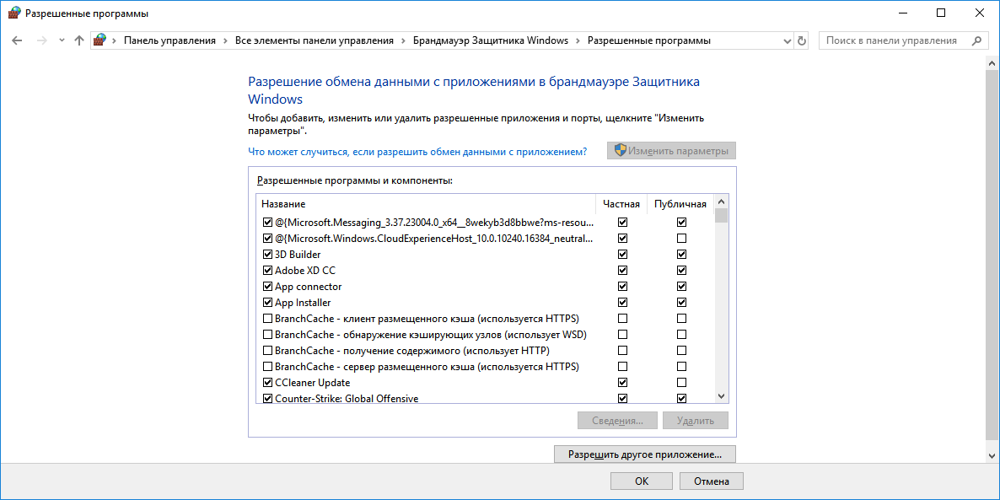 Разрешенные программы
Панель управления › Все элементы панели управления › Брандмауэр Защитника Windows › Разрешенные программы
Поиск в панели управления
Разрешение обмена данными с приложениями в брандмауэре Защитника
Windows
Чтобы добавить, изменить или удалить разрешенные приложения и порты, щелкните "Изменить
параметры".
Что может случиться, если разрешить обмен данными с приложением?
Изменить параметры
Разрешенные программы и компоненты:
Название Частная Публичная
@{Microsoft.Messaging_3.37.23004.0_x64__8wekyb3d8bbwe?ms-resou...
@{Microsoft.Windows.CloudExperienceHost_10.0.10240.16384_neutral...
3D Builder
Adobe XD CC
App connector
App Installer
BranchCache - клиент размещенного кэша (используется HTTPS)
BranchCache - обнаружение кэширующих узлов (использует WSD)
BranchCache - получение содержимого (использует HTTP)
BranchCache - сервер размещенного кэша (используется HTTPS)
CCleaner Update
Counter-Strike: Global Offensive
Сведения... Удалить
Разрешить другое приложение...
OK Отмена